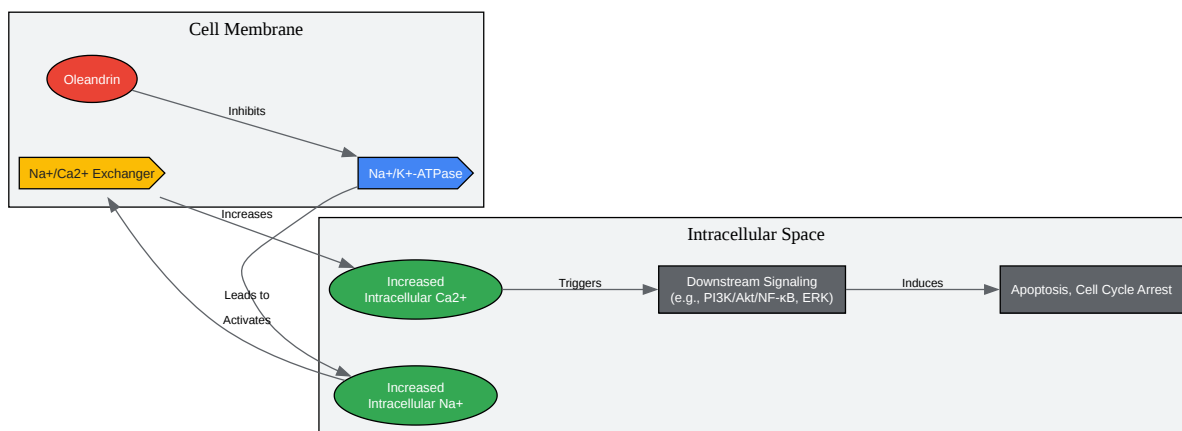 Cell Membrane
Oleandrin
Inhibits
Na+/Ca2+ Exchanger
Na+/K+-ATPase
Increases
Intracellular Space
Increased
Intracellular Ca2+
Triggers
Downstream Signaling
(e.g., PI3K/Akt/NF-κB, ERK)
Induces
Apoptosis, Cell Cycle Arrest
Leads to
Activates
Increased
Intracellular Na+